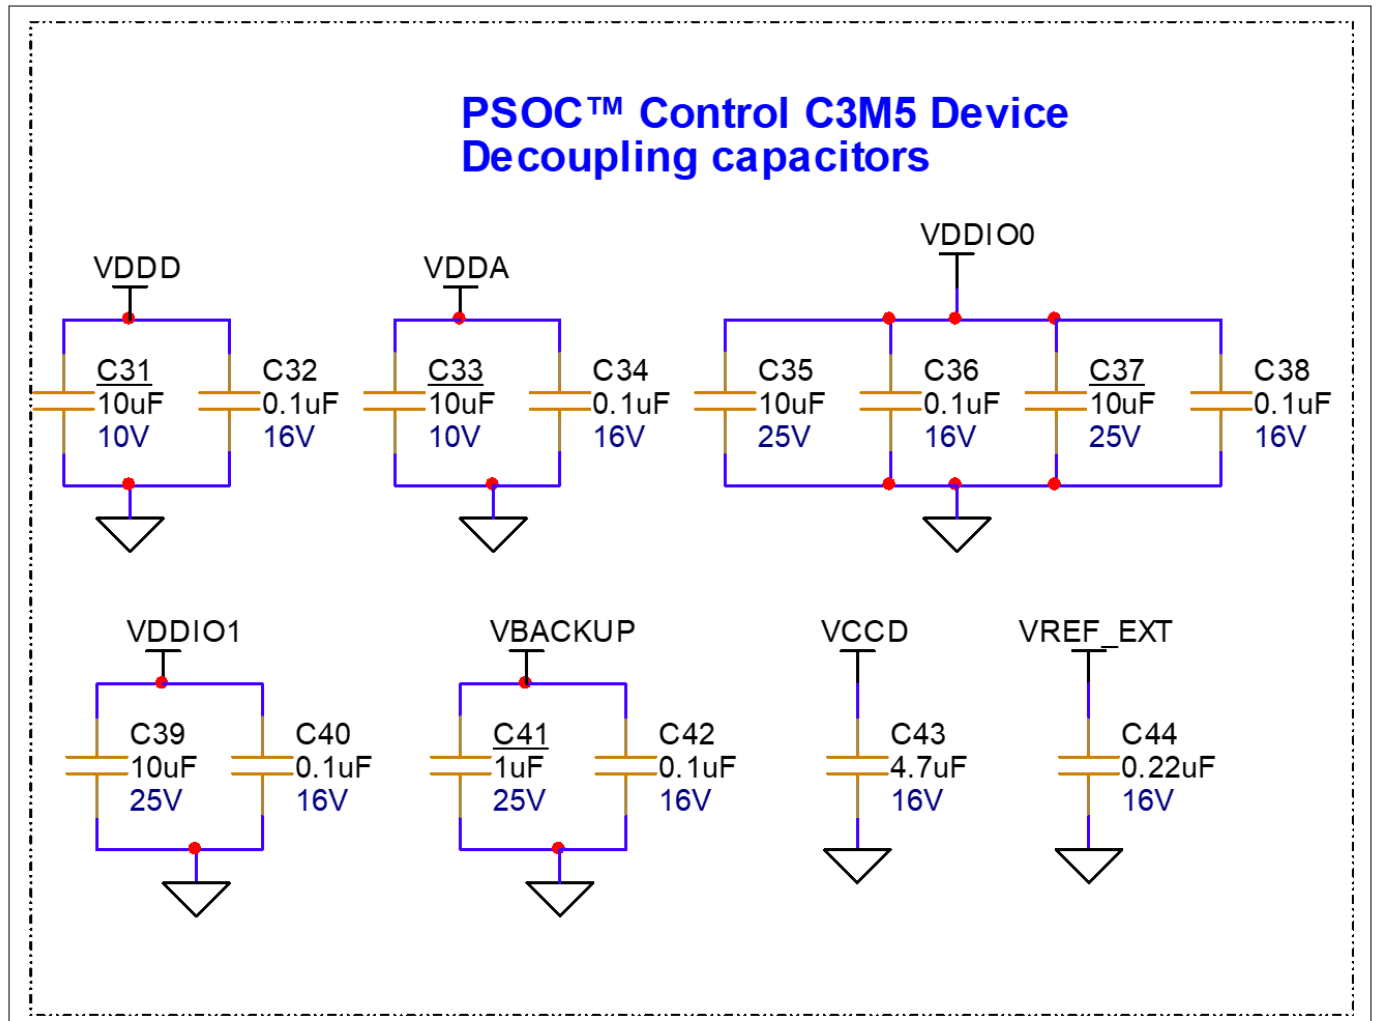 PSOC™ Control C3M5 Device
Decoupling capacitors
VDDD
C31
10uF
10V
C32
0.1uF
16V
VDDA
C33
10uF
10V
C34
0.1uF
16V
VDDIO0
C35
10uF
25V
C36
0.1uF
16V
C37
10uF
25V
C38
0.1uF
16V
VDDIO1
C39
10uF
25V
C40
0.1uF
16V
VBACKUP
C41
1uF
25V
C42
0.1uF
16V
VCCD
C43
4.7uF
16V
VREF_EXT
C44
0.22uF
16V